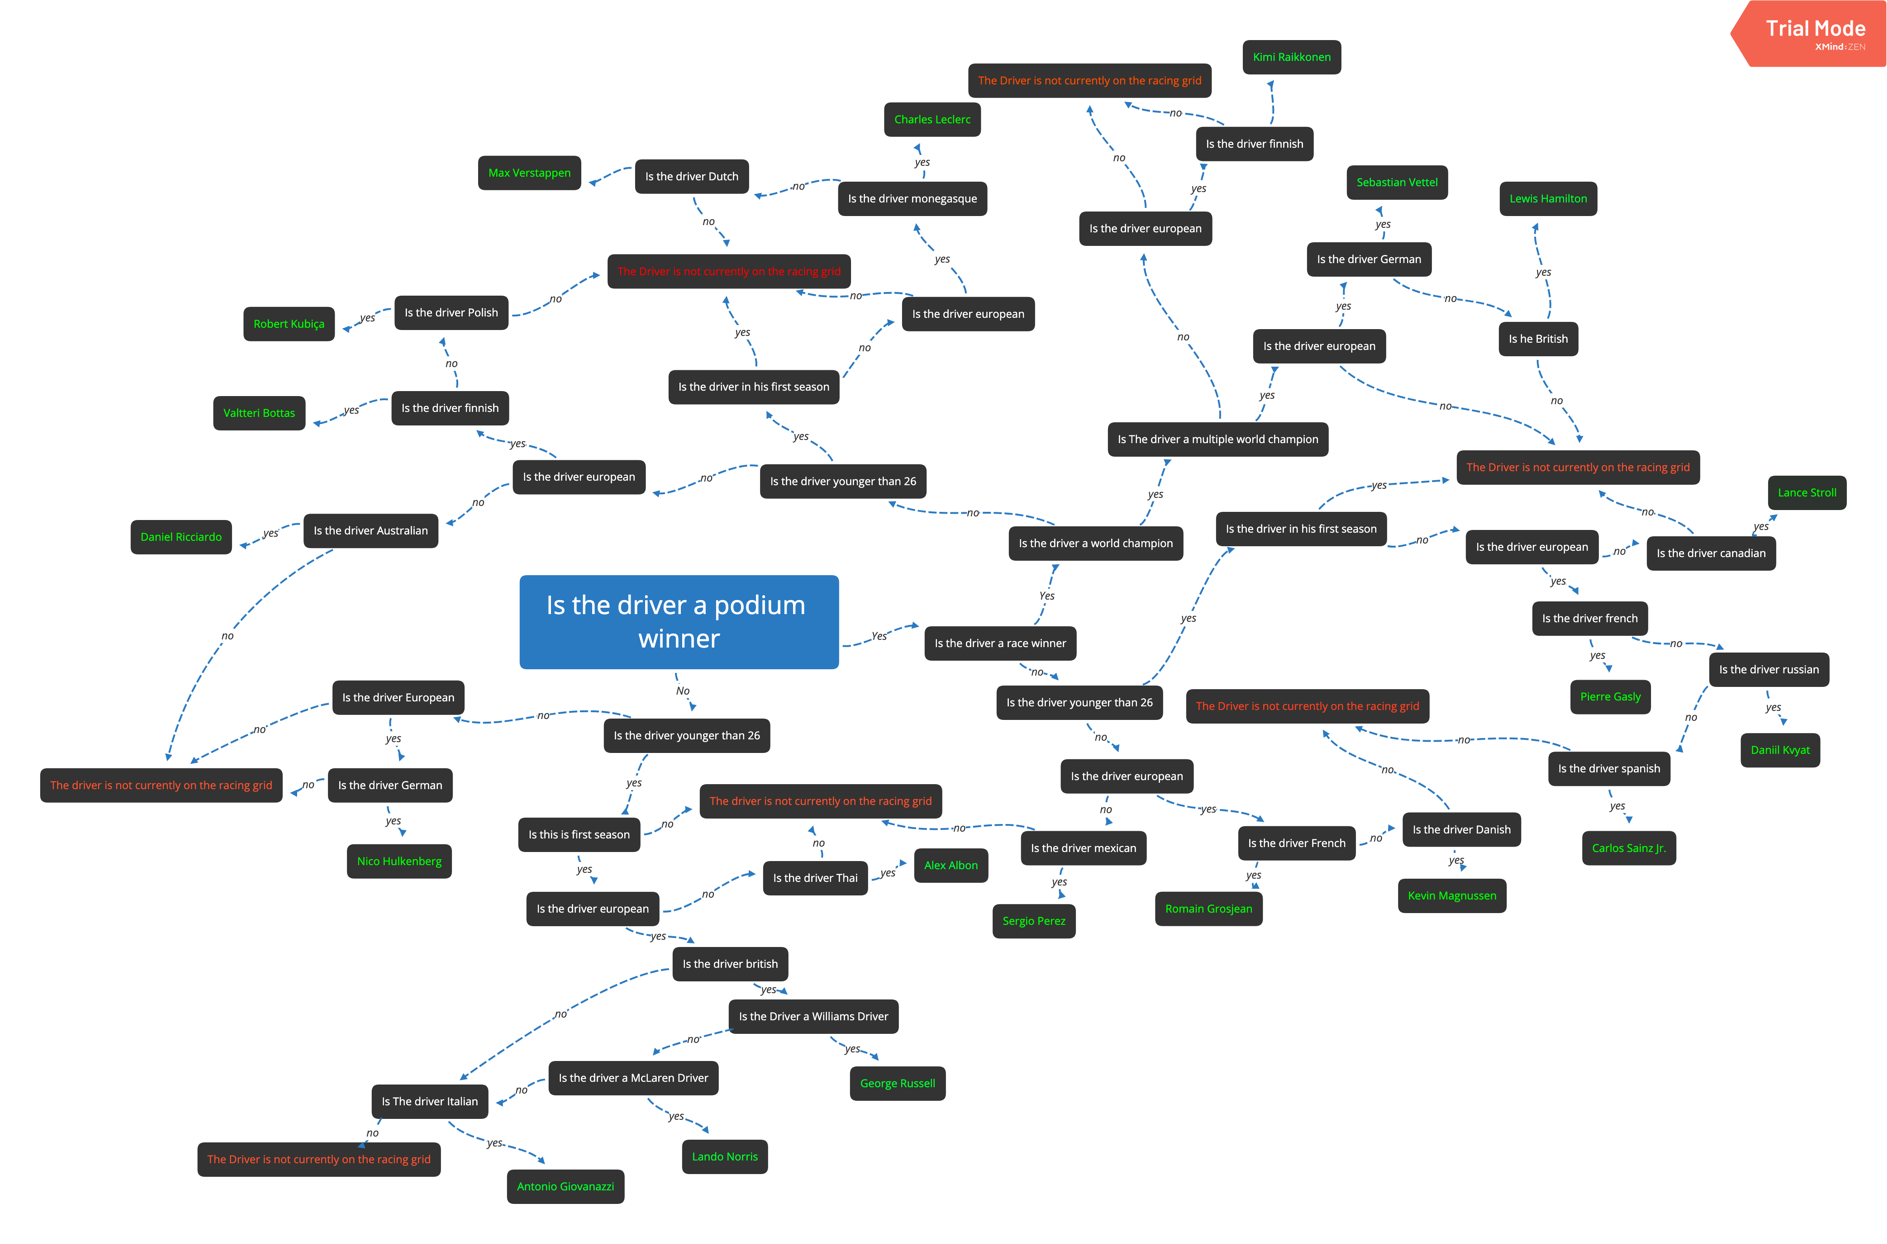 Trial Mode
XMind:ZEN
Kimi Raikkonen
The Driver is not currently on the racing grid
no
Charles Leclerc
Is the driver finnish
Max Verstappen
Is the driver Dutch
yes
no
Sebastian Vettel
no
Is the driver monegasque
yes
Lewis Hamilton
no
Is the driver european
yes
yes
Is the driver German
The Driver is not currently on the racing grid
yes
no
no
no
yes
Is the driver Polish
Is the driver european
Robert Kubiça
yes
yes
no
Is he British
yes
no
no
Is the driver european
no
Is the driver in his first season
yes
no
no
Valtteri Bottas
yes
Is the driver finnish
yes
yes
Is The driver a multiple world champion
The Driver is not currently on the racing grid
Is the driver european
no
Is the driver younger than 26
yes
yes
Lance Stroll
no
no
no
yes
Daniel Ricciardo
yes
Is the driver Australian
Is the driver in his first season
Is the driver a world champion
no
Is the driver european
no
Is the driver canadian
yes
Yes
Is the driver a podium
winner
no
Yes
yes
Is the driver french
Is the driver a race winner
no
yes
no
Is the driver russian
No
Is the driver European
Is the driver younger than 26
Pierre Gasly
The Driver is not currently on the racing grid
yes
no
no
no
Is the driver younger than 26
yes
no
no
Daniil Kvyat
Is the driver spanish
no
Is the driver european
The driver is not currently on the racing grid
no
Is the driver German
yes
The driver is not currently on the racing grid
yes
yes
no
yes
no
no
Is the driver Danish
Is this is first season
no
Is the driver mexican
Is the driver French
no
Carlos Sainz Jr.
Nico Hulkenberg
yes
Is the driver Thai
yes
Alex Albon
yes
yes
yes
no
Kevin Magnussen
Is the driver european
Sergio Perez
Romain Grosjean
yes
Is the driver british
yes
no
Is the Driver a Williams Driver
no
yes
Is the driver a McLaren Driver
George Russell
no
Is The driver Italian
yes
no
yes
Lando Norris
The Driver is not currently on the racing grid
Antonio Giovanazzi